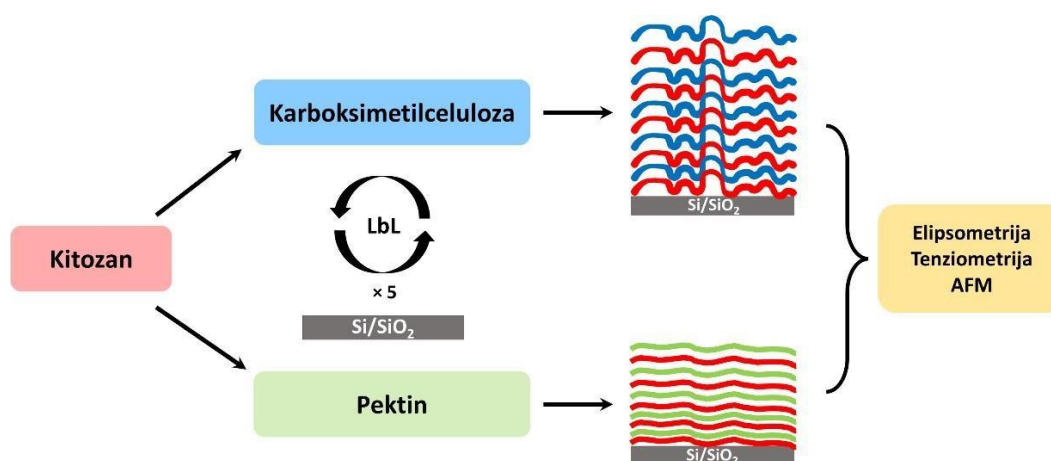 Karboksimetilceluloza
Si/SiO₂
LbL
Kitozan
× 5
Si/SiO₂
Elipsometrija
Tenziometrija
AFM
Pektin
Si/SiO₂